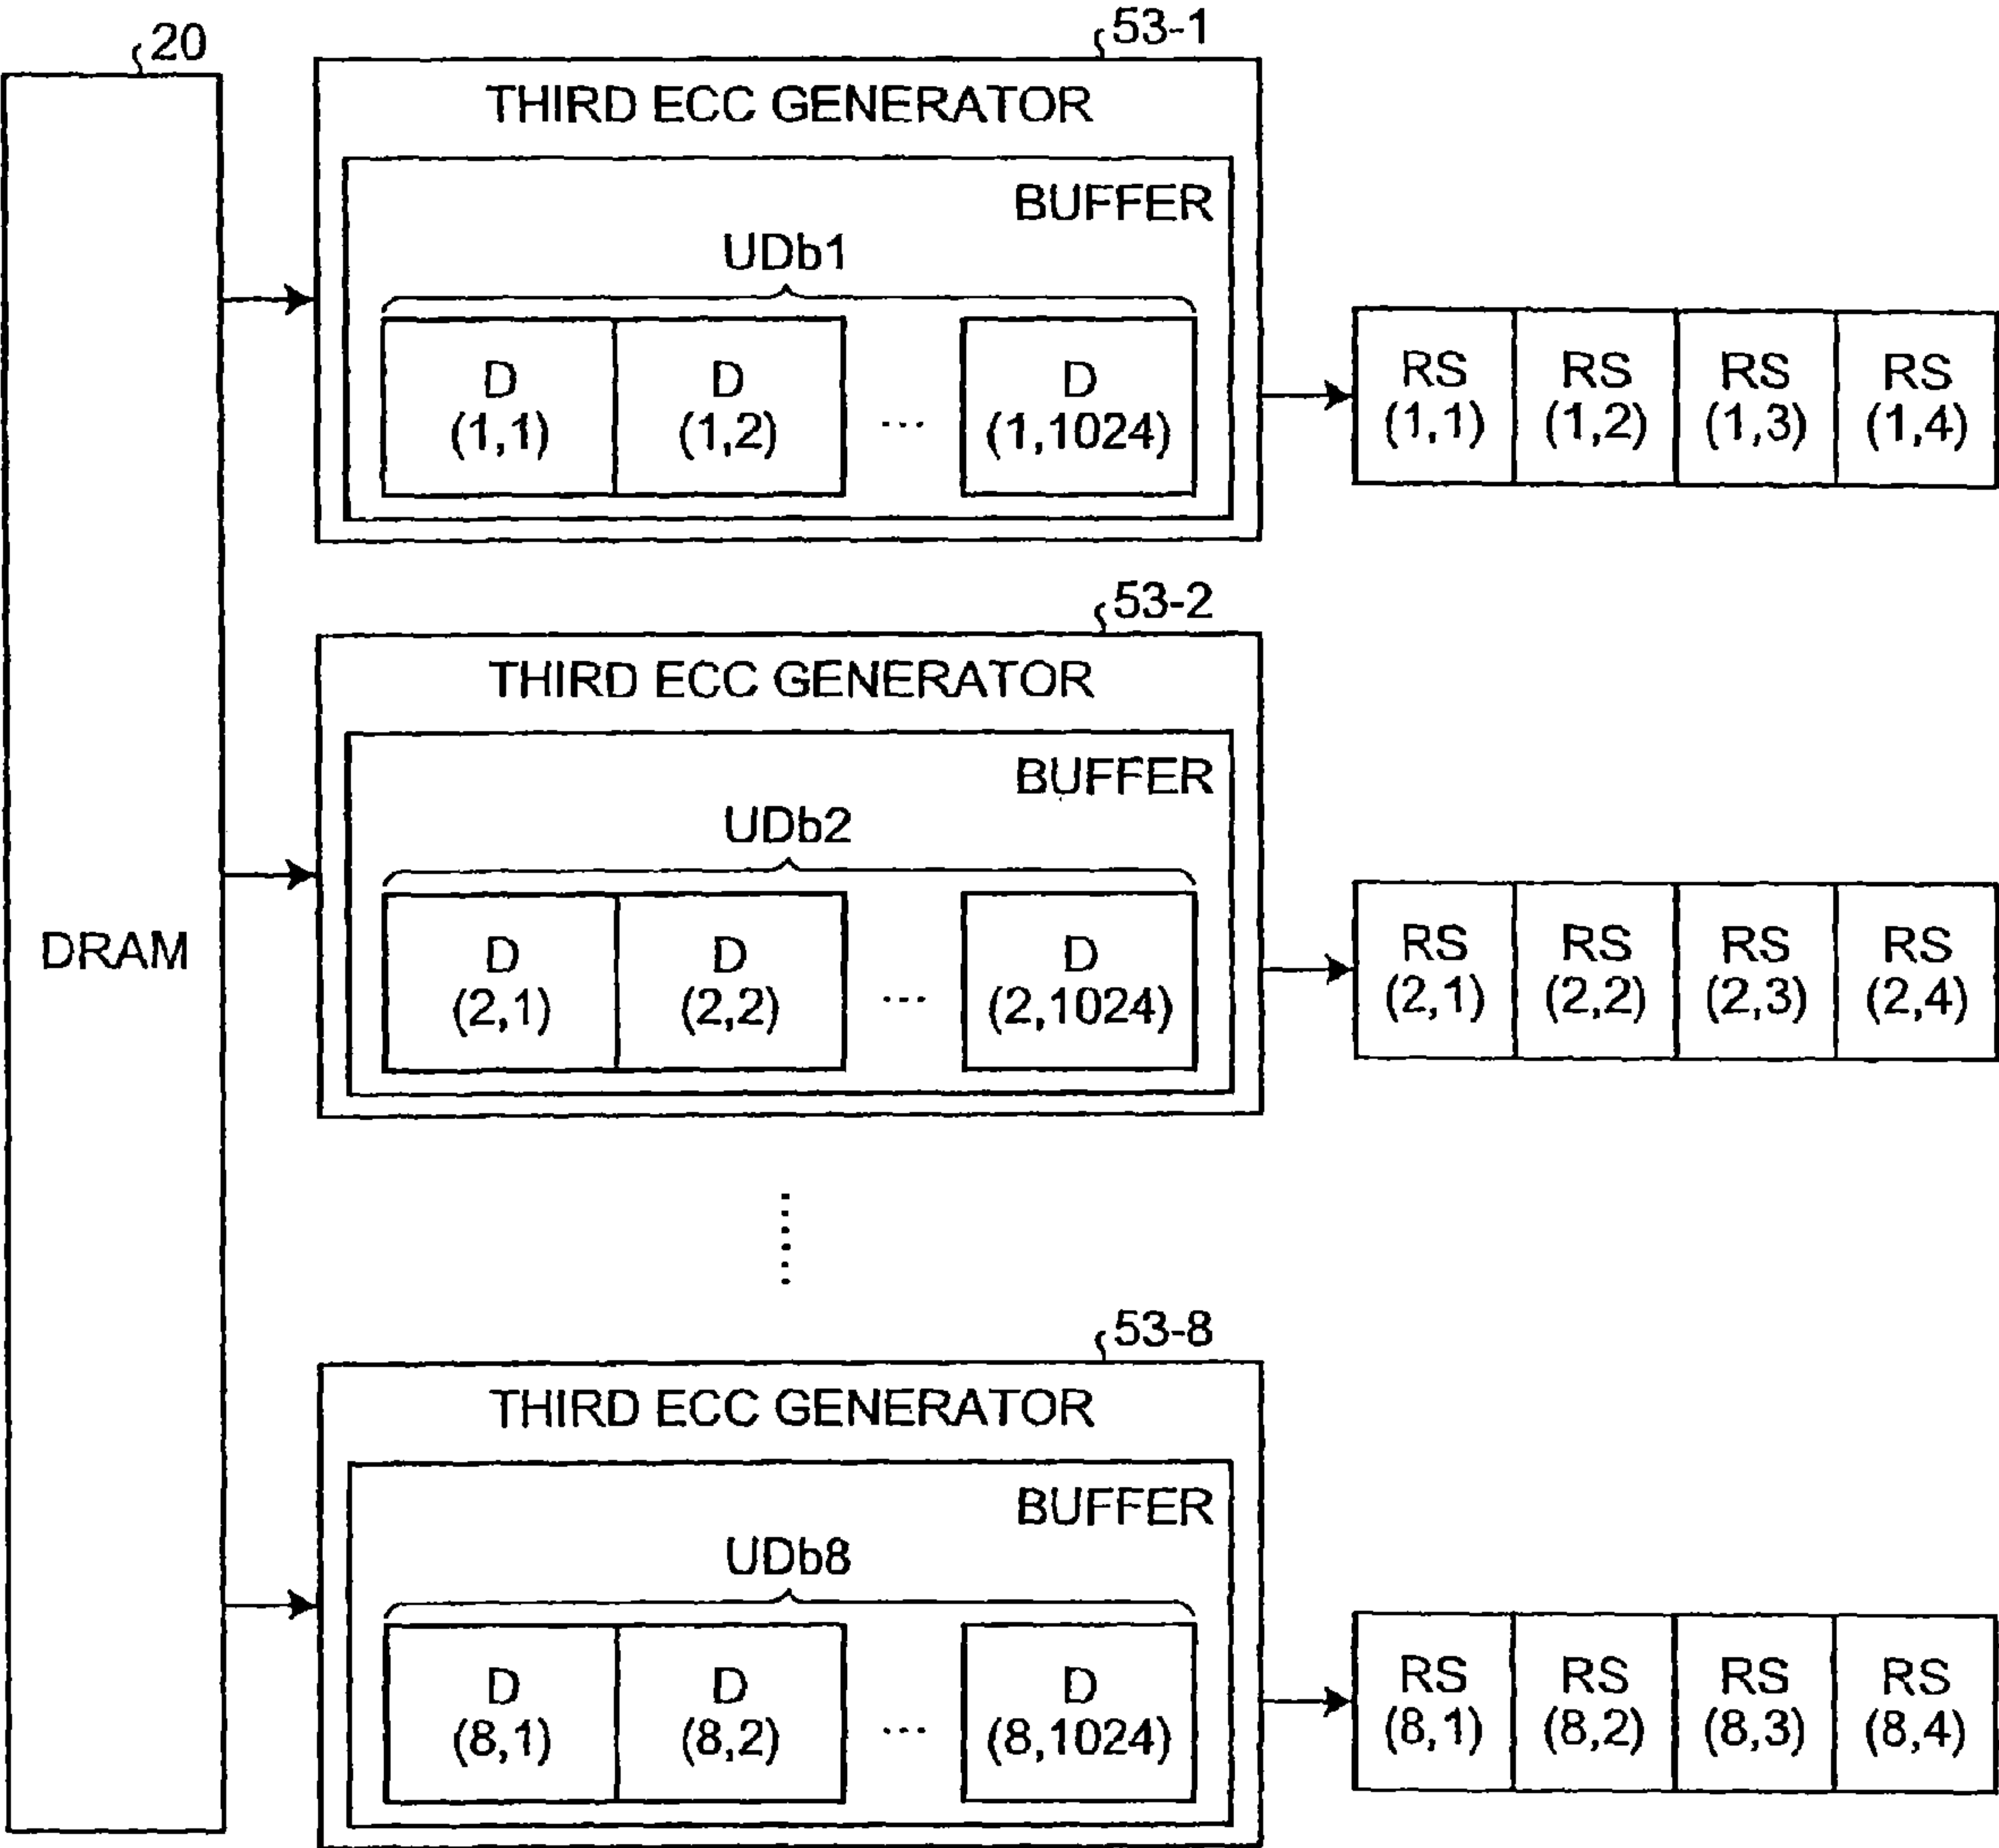 20
DRAM
53-1
THIRD ECC GENERATOR
BUFFER
UDb1
D
(1,1)
D
(1,2)
...
D
(1,1024)
RS
(1,1)
RS
(1,2)
RS
(1,3)
RS
(1,4)
53-2
THIRD ECC GENERATOR
BUFFER
UDb2
D
(2,1)
D
(2,2)
...
D
(2,1024)
RS
(2,1)
RS
(2,2)
RS
(2,3)
RS
(2,4)
53-8
THIRD ECC GENERATOR
BUFFER
UDb8
D
(8,1)
D
(8,2)
...
D
(8,1024)
RS
(8,1)
RS
(8,2)
RS
(8,3)
RS
(8,4)